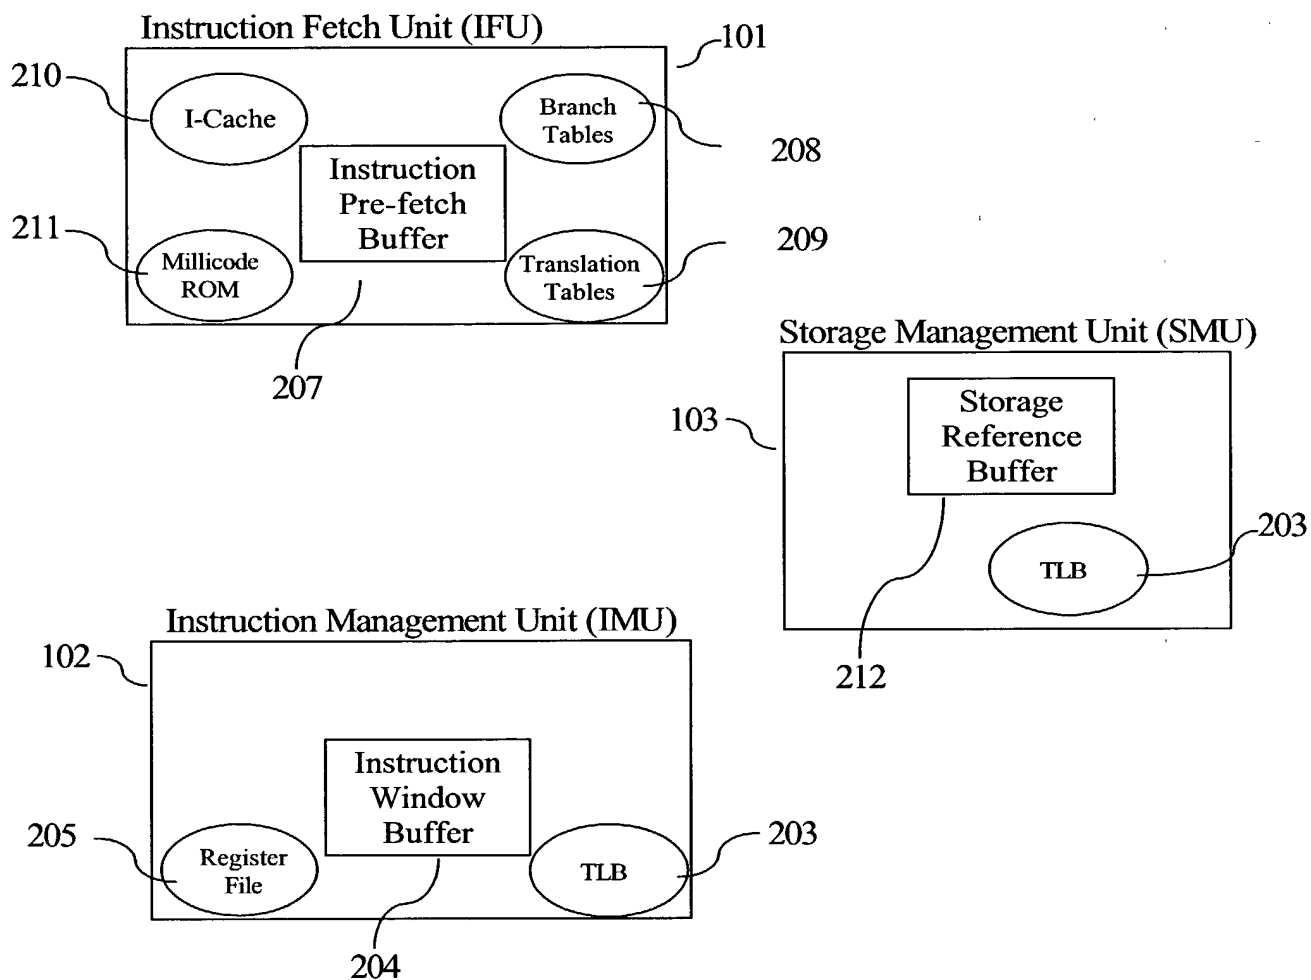 Instruction Fetch Unit (IFU)
101
210
I-Cache
Branch
Tables
208
Instruction
Pre-fetch
Buffer
211
Millicode
ROM
209
Translation
Tables
207
Storage Management Unit (SMU)
103
Storage
Reference
Buffer
203
TLB
212
Instruction Management Unit (IMU)
102
Instruction
Window
Buffer
205
Register
File
203
TLB
204